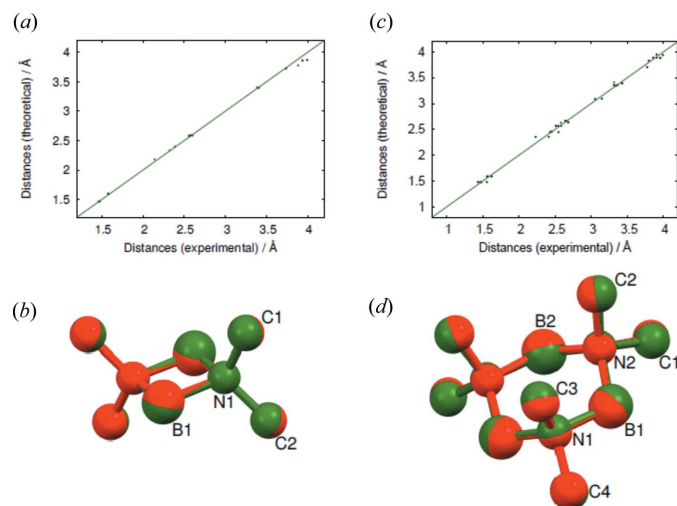 (a)
Distances (theoretical) / Å
4
3.5
3
2.5
2
1.5
1.5 2 2.5 3 3.5 4
Distances (experimental) / Å
(c)
Distances (theoretical) / Å
4
3.5
3
2.5
2
1.5
1
1 1.5 2 2.5 3 3.5 4
Distances (experimental) / Å
(b)
C1
N1
B1
C2
(d)
C2
B2
C1
N2
C3
N1
B1
C4